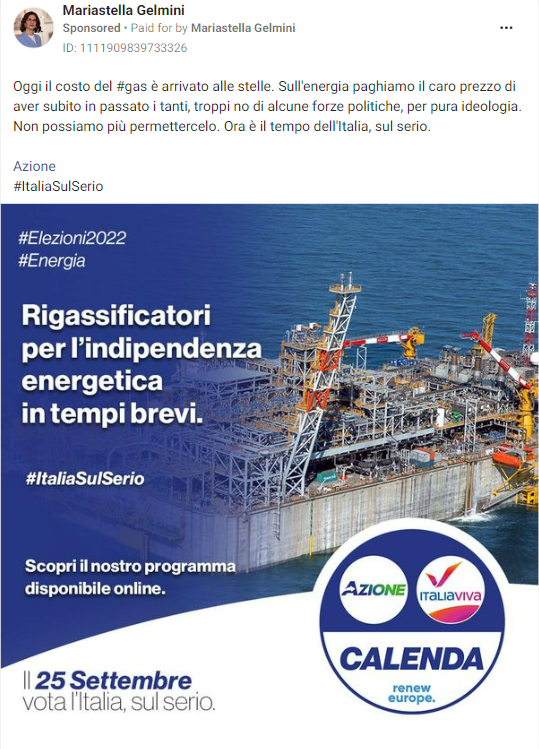 Mariastella Gelmini
Sponsored • Paid for by Mariastella Gelmini
ID: 1111909839733326
Oggi il costo del #gas è arrivato alle stelle. Sull'energia paghiamo il caro prezzo di
aver subito in passato i tanti, troppi no di alcune forze politiche, per pura ideologia.
Non possiamo più permettercelo. Ora è il tempo dell'Italia, sul serio.
Azione
#ItaliaSulSerio
#Elezioni2022
#Energia
Rigassificatori
per l'indipendenza
energetica
in tempi brevi.
#ItaliaSulSerio
Scopri il nostro programma
disponibile online.
AZIONE
ITALIAVIVA
CALENDA
renew
europe.
Il 25 Settembre
vota l'Italia, sul serio.